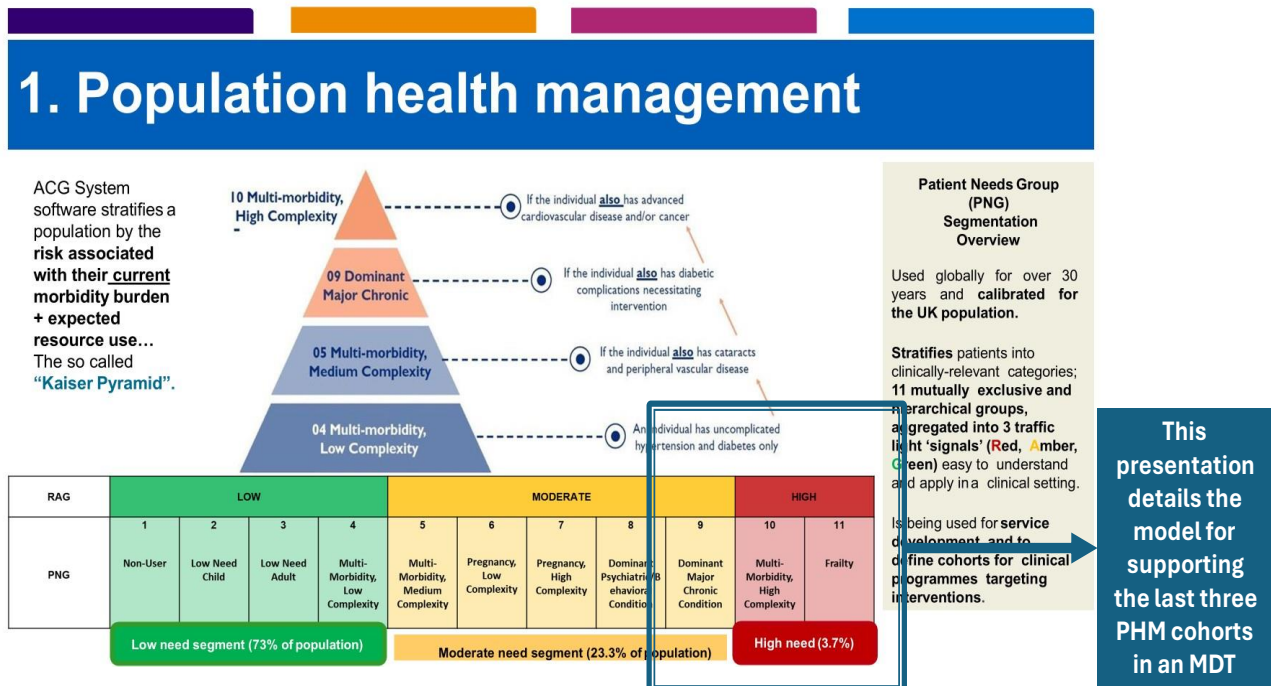 1. Population health management
ACG System
software stratifies a
population by the
risk associated
with their current
morbidity burden
+ expected
resource use…
The so called
“Kaiser Pyramid”.
10 Multi-morbidity,
High Complexity
If the individual also has advanced
cardiovascular disease and/or cancer
09 Dominant
Major Chronic
If the individual also has diabetic
complications necessitating
intervention
05 Multi-morbidity,
Medium Complexity
If the individual also has cataracts
and peripheral vascular disease
04 Multi-morbidity,
Low Complexity
An individual has uncomplicated
hypertension and diabetes only
Patient Needs Group
(PNG)
Segmentation
Overview
Used globally for over 30
years and calibrated for
the UK population.
Stratifies patients into
clinically-relevant categories;
11 mutually exclusive and
hierarchical groups,
aggregated into 3 traffic
light ‘signals’ (Red, Amber,
Green) easy to understand
and apply in a clinical setting.
Is being used for service
development and to
define cohorts for clinical
programmes targeting
interventions.
This
presentation
details the
model for
supporting
the last three
PHM cohorts
in an MDT
RAG
LOW
MODERATE
HIGH
PNG
1
Non-User
2
Low Need
Child
3
Low Need
Adult
4
Multi-
Morbidity,
Low
Complexity
5
Multi-
Morbidity,
Medium
Complexity
6
Pregnancy,
Low
Complexity
7
Pregnancy,
High
Complexity
8
Dominant
Psychiatric/B
ehavioral
Condition
9
Dominant
Major
Chronic
Condition
10
Multi-
Morbidity,
High
Complexity
11
Frailty
Low need segment (73% of population)
Moderate need segment (23.3% of population)
High need (3.7%)